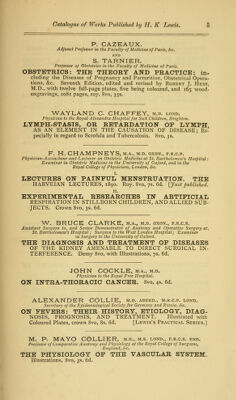 Catalogue of Works Published by H. K. Lewis. 5
P. CAZEAUX.
Adjunct Professor in the Faculty of Medicine of Paris, &c.
AND
S. TARNIER.
Professor of Obstetrics in the Faculty of Medicine of Paris.
OBSTETRICS: THE THEORY AND PRACTICE; in-
cluding the Diseases of Pregnancy and Parturition, Obstetrical Opera-
tions, &c. Seventh Edition, edited and revised by ROBERT J. HESS,
M.D., with twelve full-page plates, five being coloured, and 165 wood-
engravings, 1081 pages, roy. 8vo, 35s.
WAYLAND C. CHAFFEY, M.D. LOND.
Physician to the Royal Alexandra Hospital for Sick Children, Brighton.
LYMPH-STASIS, OR RETARDATION OF LYMPH,
AS AN ELEMENT IN THE CAUSATION OF DISEASE; Es-
pecially in regard to Scrofula and Tuberculosis. 8vo,
F. H. CHAMPNEYS, M.A., M.D. OXON., F.R.C.P.
Physician-Accoucheur and Lecturer on Obstetric Medicine at St. Bartholomew's Hospital:
Examiner in Obstetric Medicine in the University of Oxford, and in the
Royal College of Physicians, London, &c.
I.
LECTURES ON PAINFUL MENSTRUATION. THE
HARVEIAN LECTURES, 1890. Roy. 8vo, 7s. 6d. [Just published.
II.
EXPERIMENTAL RESEARCHES IN ARTIFICIAL
RESPIRATION IN STILLBORN CHILDREN, AND ALLIED SUB-
JECTS. Crown 8vo, 3s. 6d.
W. BRUCE CLARKE, M.A., M.B. OXON., F.R.C.S.
Assistant Surgeon to, and Senior Demonstrator of Anatomy and Operative Surgery at,
St. Bartholomew's Hospital; Surgeon to the West London Hospital; Examiner
in Surgery to the University of Oxford.
THE DIAGNOSIS AND TREATMENT OF DISEASES
OF THE KIDNEY AMENABLE TO DIRECT SURGICAL IN-
TERFERENCE. Demy 8vo, with Illustrations, 7s. 6d.
JOHN COCKLE, M.A., M.D.
Physician to the Royal Free Hospital.
ON INTRA-THORACIC CANCER. 8vo, 4s. 6d.
ALEXANDER COLLIE, M.D. ABERD., M.R.C.P. LOND.
Secretary of the Epidemiological Society for Germany and Russia, &c.
ON FEVERS: THEIR HISTORY, ETIOLOGY, DIAG-
NOSIS, PROGNOSIS, AND TREATMENT. Illustrated with
Coloured Plates, crown 8vo, 8s. 6d. [LEWIS'S PRACTICAL SERIES.]
M. P. MAYO COLLIER, M.B., M.S. LOND., F.R.C.S. ENG.
Professor of Comparative Anatomy and Physiology at the Royal College of Surgeons,
England, &c.
THE PHYSIOLOGY OF THE VASCULAR SYSTEM.
Illustrations, 8vo, 3s. 6d.